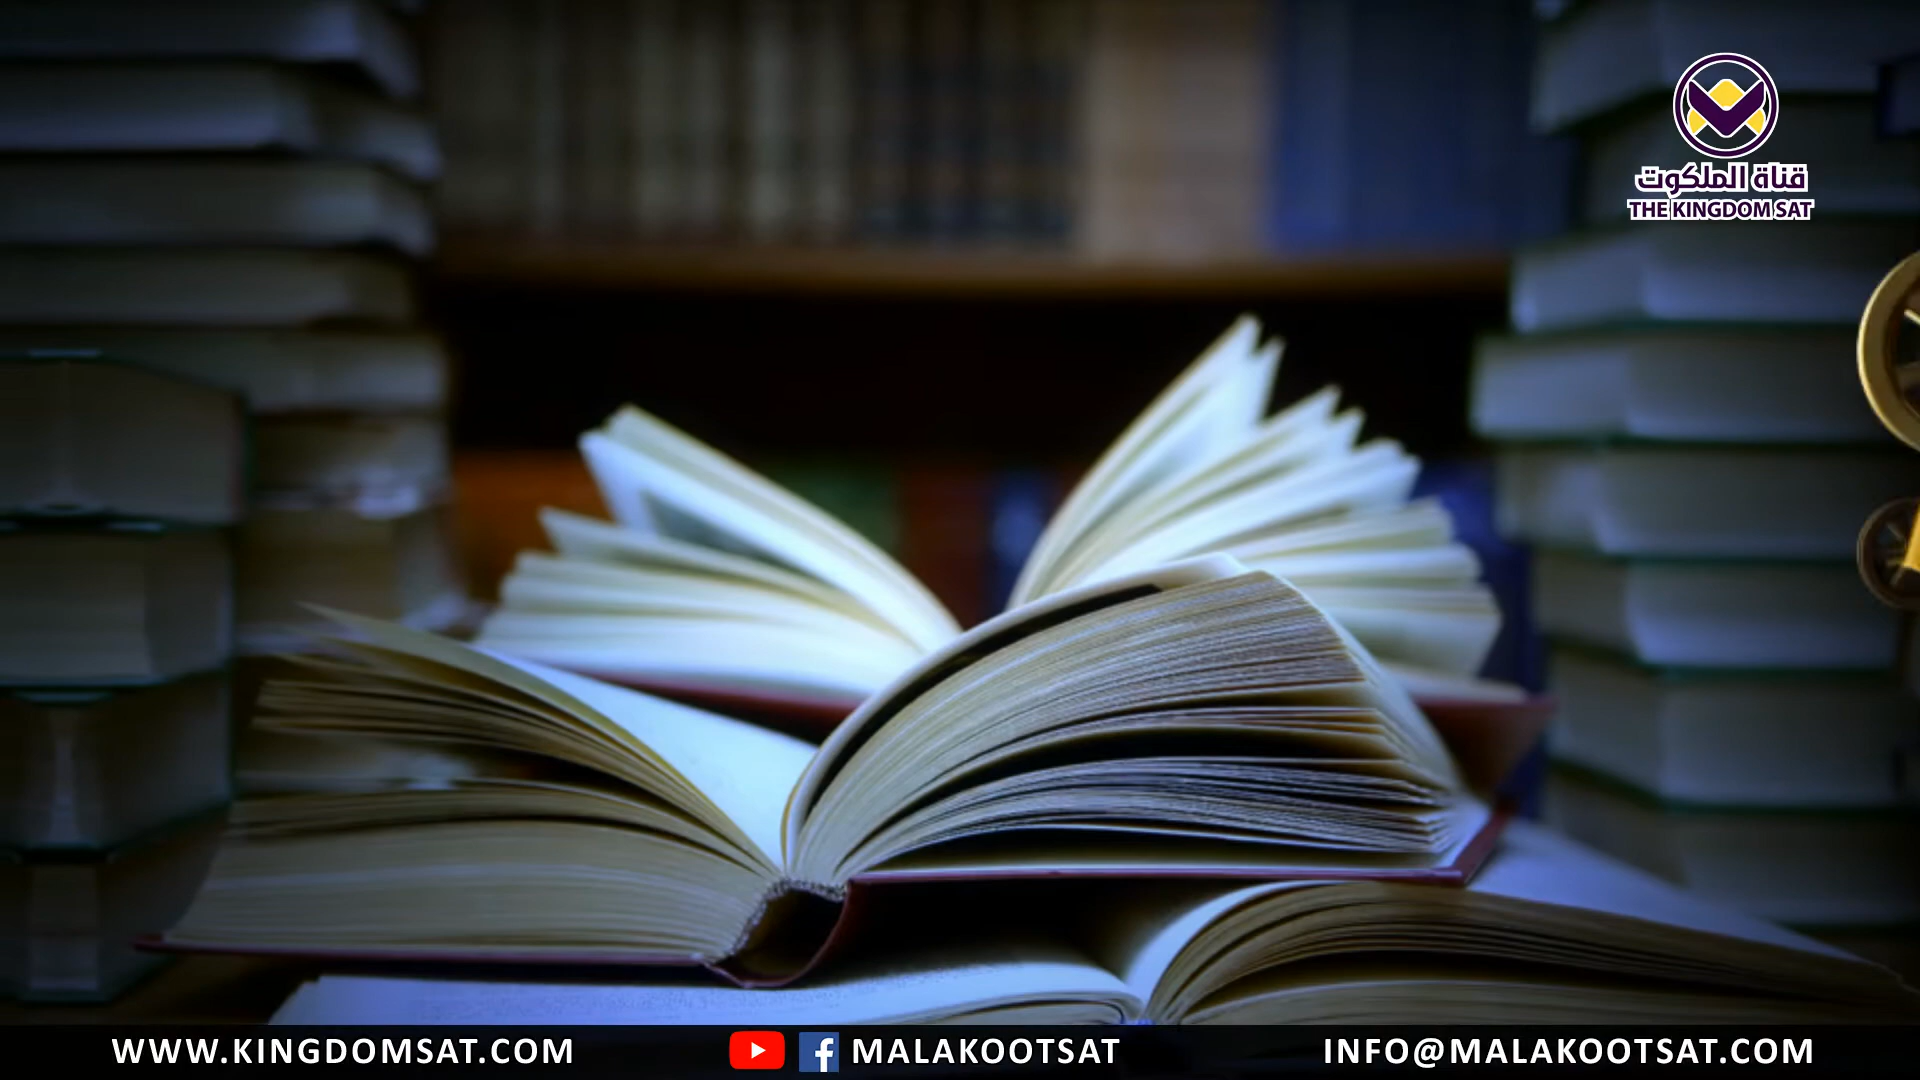 قناة الملكوت
THE KINGDOM SAT
WWW.KINGDOMSAT.COM
MALAKOOTSAT
INFO@MALAKOOTSAT.COM